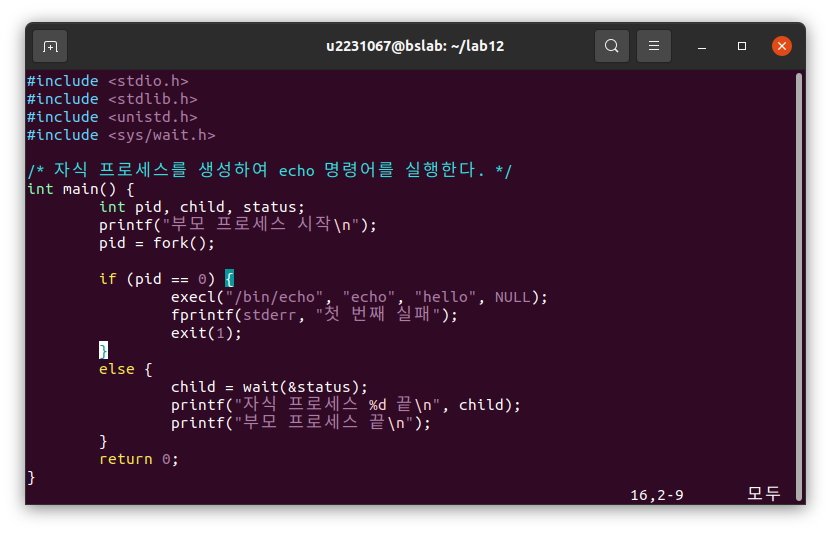 u2231067@bslab: ~/lab12
#include <stdio.h>
#include <stdlib.h>
#include <unistd.h>
#include <sys/wait.h>
/* 자식 프로세스를 생성하여 echo 명령어를 실행한다. */
int main() {
        int pid, child, status;
        printf("부모 프로세스 시작\n");
        pid = fork();
        if (pid == 0) {
                execl("/bin/echo", "echo", "hello", NULL);
                fprintf(stderr, "첫 번째 실패");
                exit(1);
        }
        else {
                child = wait(&status);
                printf("자식 프로세스 %d 끝\n", child);
                printf("부모 프로세스 끝\n");
        }
        return 0;
}
16,2-9 모두